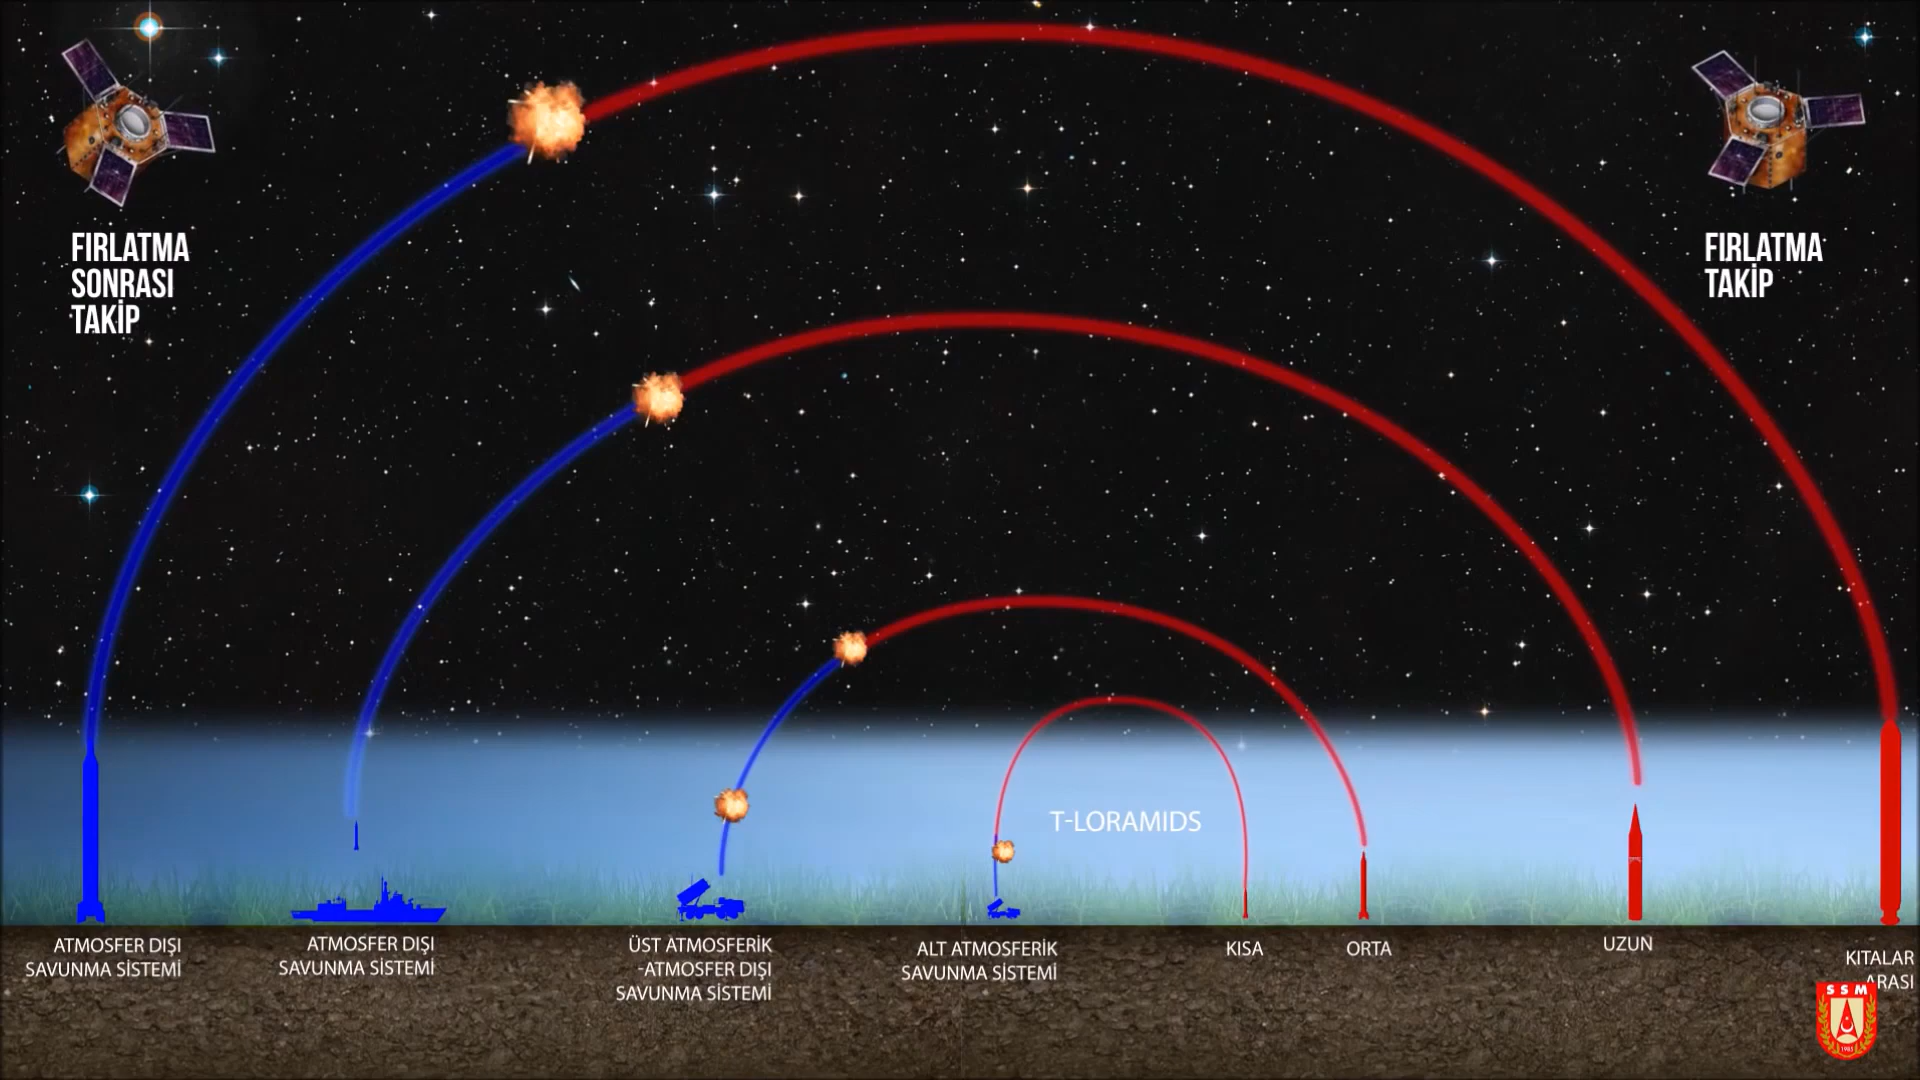 FIRLATMA
SONRASI
TAKİP
FIRLATMA
TAKİP
T-LORAMIDS
ATMOSFER DIŞI
SAVUNMA SİSTEMİ
ATMOSFER DIŞI
SAVUNMA SİSTEMİ
ÜST ATMOSFERİK
-ATMOSFER DIŞI
SAVUNMA SİSTEMİ
ALT ATMOSFERİK
SAVUNMA SİSTEMİ
KISA
ORTA
UZUN
KITALAR
ARASI
SSM
1985